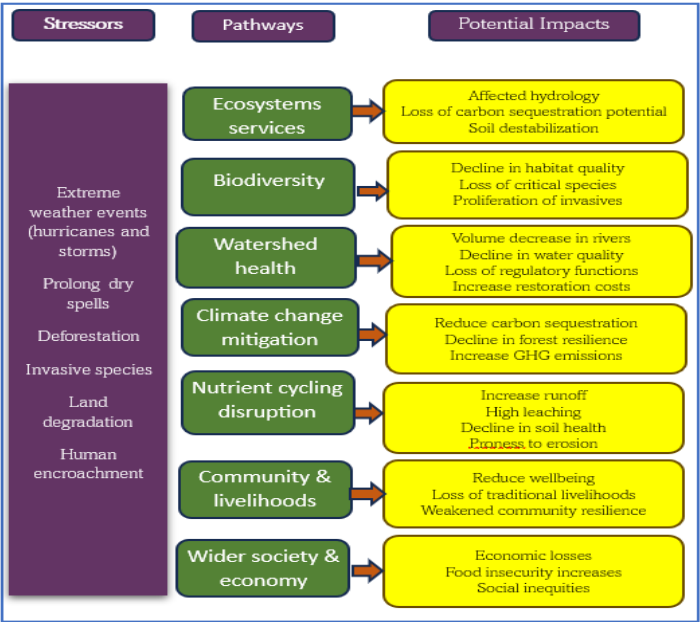 Stressors
Pathways
Potential Impacts
Extreme
weather events
(hurricanes and
storms)
Prolong dry
spells
Deforestation
Invasive species
Land
degradation
Human
encroachment
Ecosystems
services
Affected hydrology
Loss of carbon sequestration potential
Soil destabilization
Biodiversity
Decline in habitat quality
Loss of critical species
Proliferation of invasives
Watershed
health
Volume decrease in rivers
Decline in water quality
Loss of regulatory functions
Increase restoration costs
Climate change
mitigation
Reduce carbon sequestration
Decline in forest resilience
Increase GHG emissions
Nutrient cycling
disruption
Increase runoff
High leaching
Decline in soil health
Proness to erosion
Community &
livelihoods
Reduce wellbeing
Loss of traditional livelihoods
Weakened community resilience
Wider society &
economy
Economic losses
Food insecurity increases
Social inequities